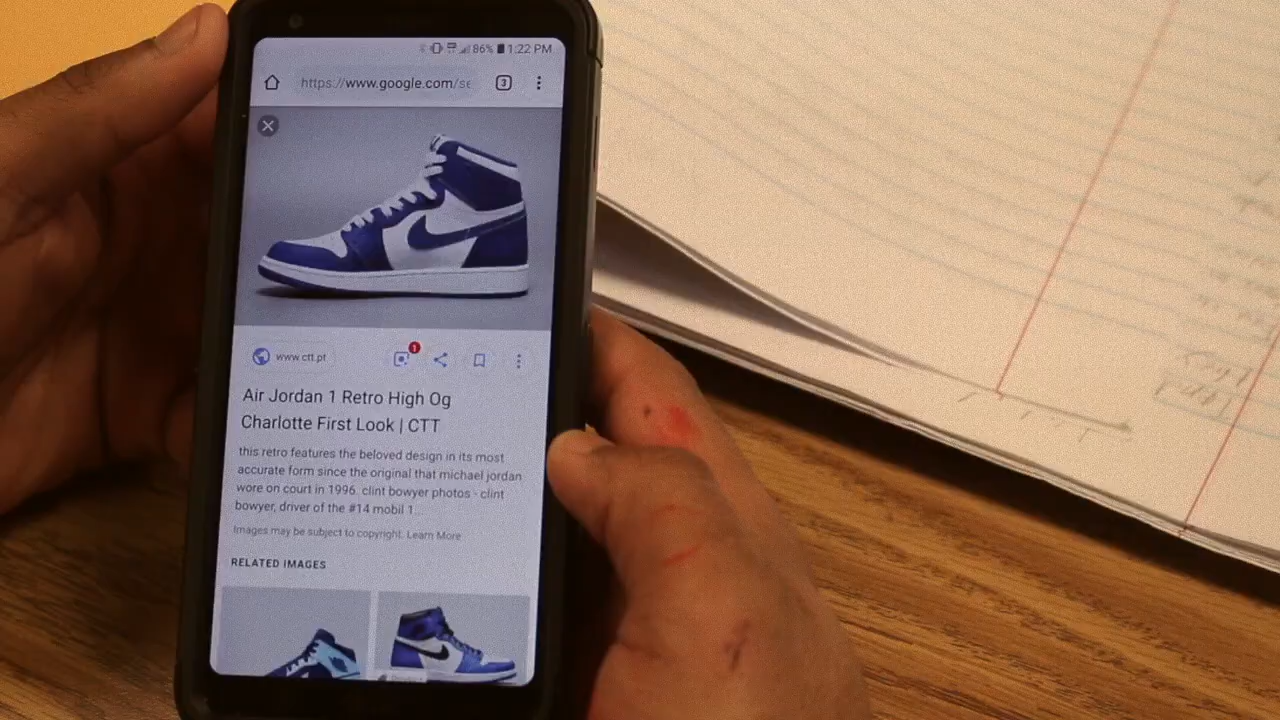 86% 1:22 PM
https://www.google.com/se
3
www.ctt.pt
1
Air Jordan 1 Retro High Og
Charlotte First Look | CTT
this retro features the beloved design in its most
accurate form since the original that michael jordan
wore on court in 1996. clint bowyer photos - clint
bowyer, driver of the #14 mobil 1...
Images may be subject to copyright. Learn More
RELATED IMAGES